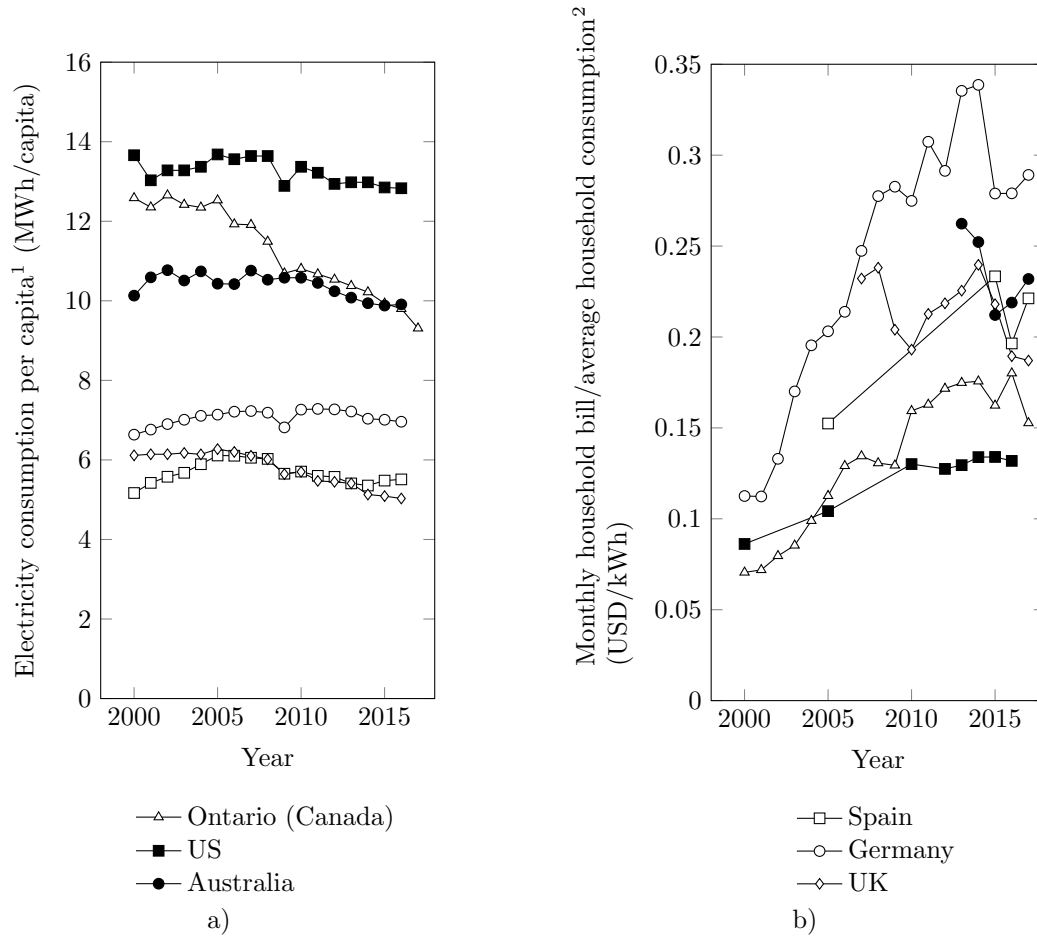 Electricity consumption per capita¹ (MWh/capita)
16
14
12
10
8
6
4
2
0
2000 2005 2010 2015
Year
Ontario (Canada)
US
Australia
a)
Monthly household bill/average household consumption²
(USD/kWh)
0.35
0.3
0.25
0.2
0.15
0.1
0.05
0
2000 2005 2010 2015
Year
Spain
Germany
UK
b)